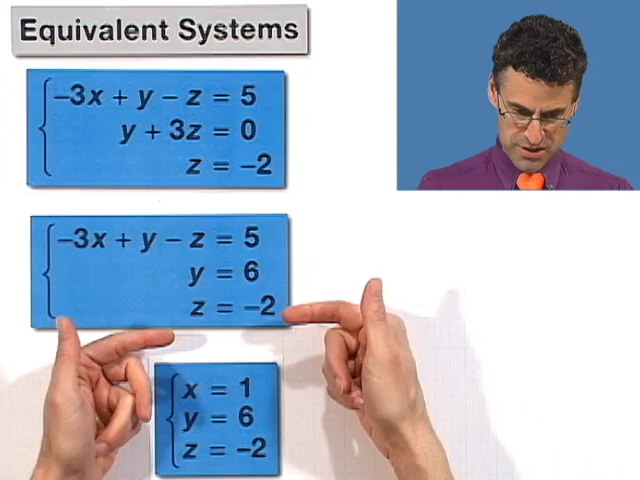 Equivalent Systems
−3x + y − z = 5
y + 3z = 0
z = −2
−3x + y − z = 5
y = 6
z = −2
x = 1
y = 6
z = −2